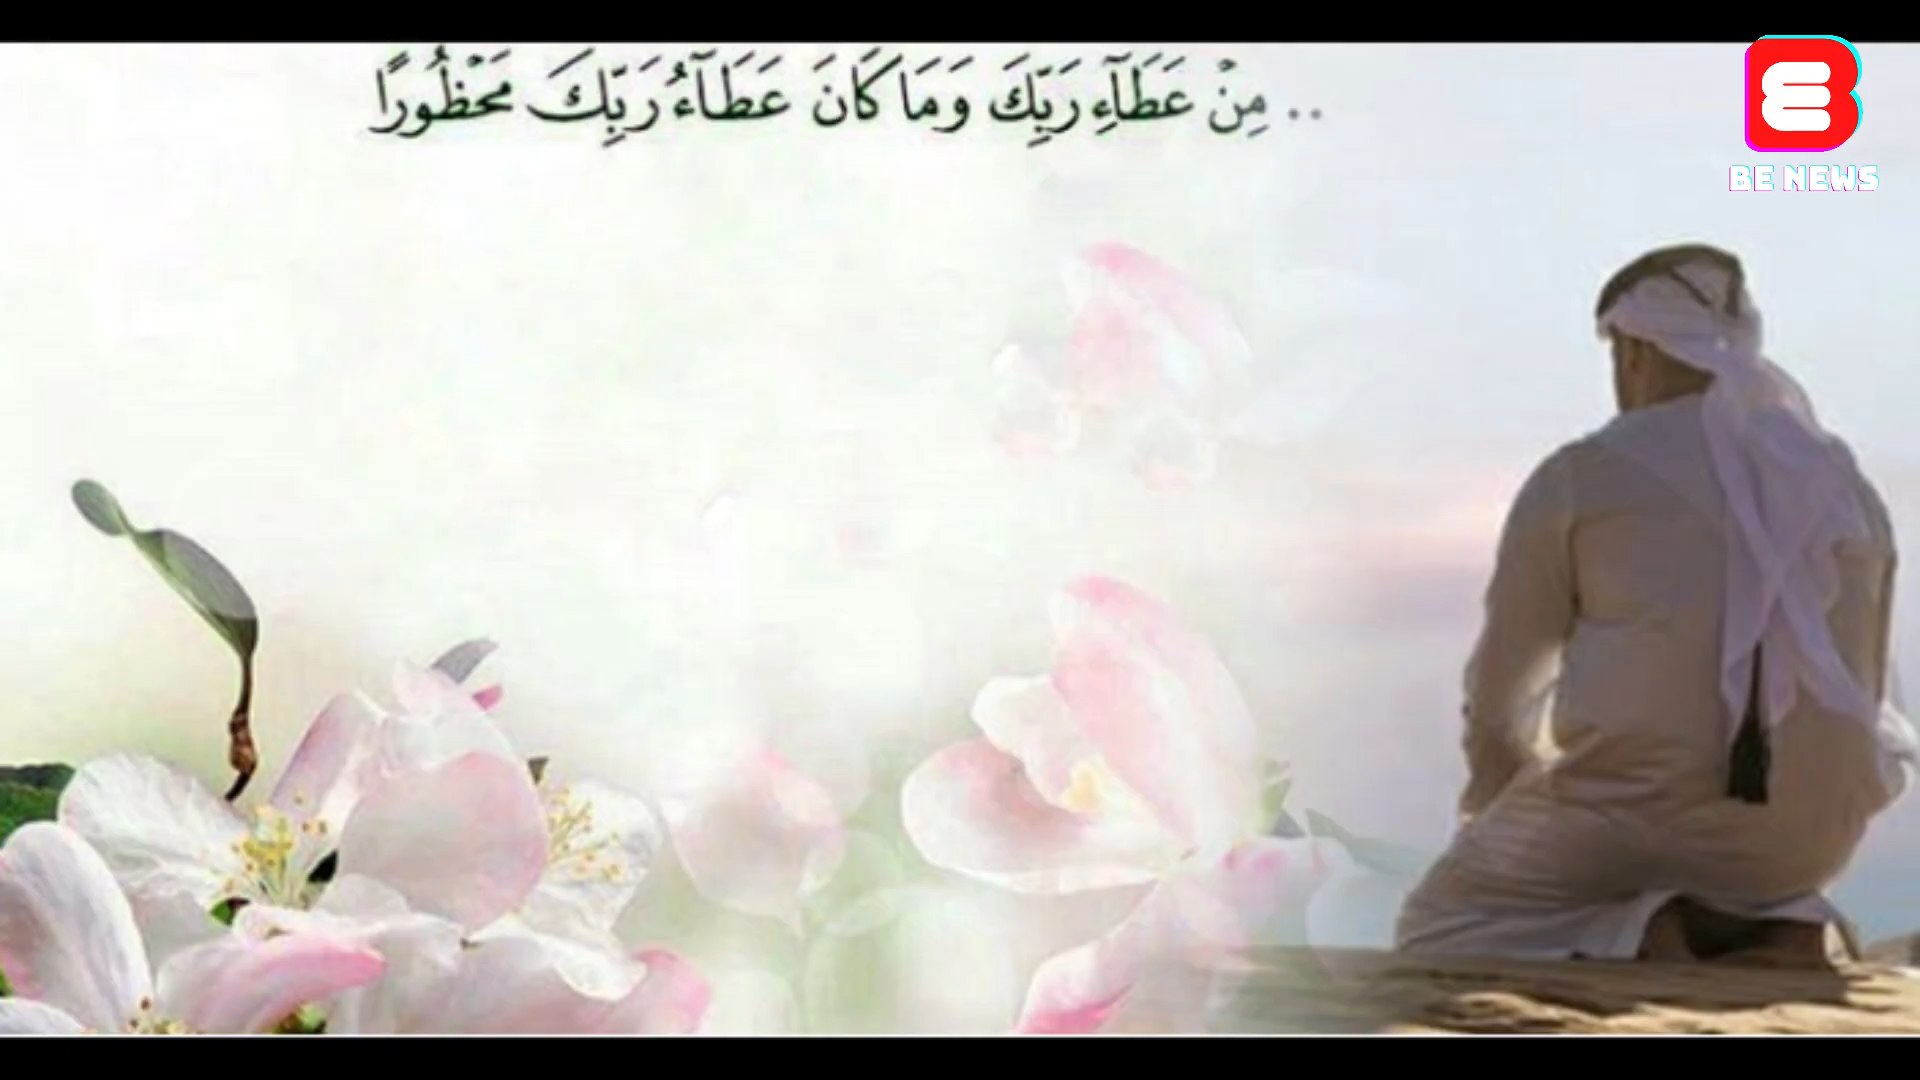 .. مِنْ عَطَآءِ رَبِّكَ وَمَا كَانَ عَطَآءُ رَبِّكَ مَحْظُورًا
BE NEWS